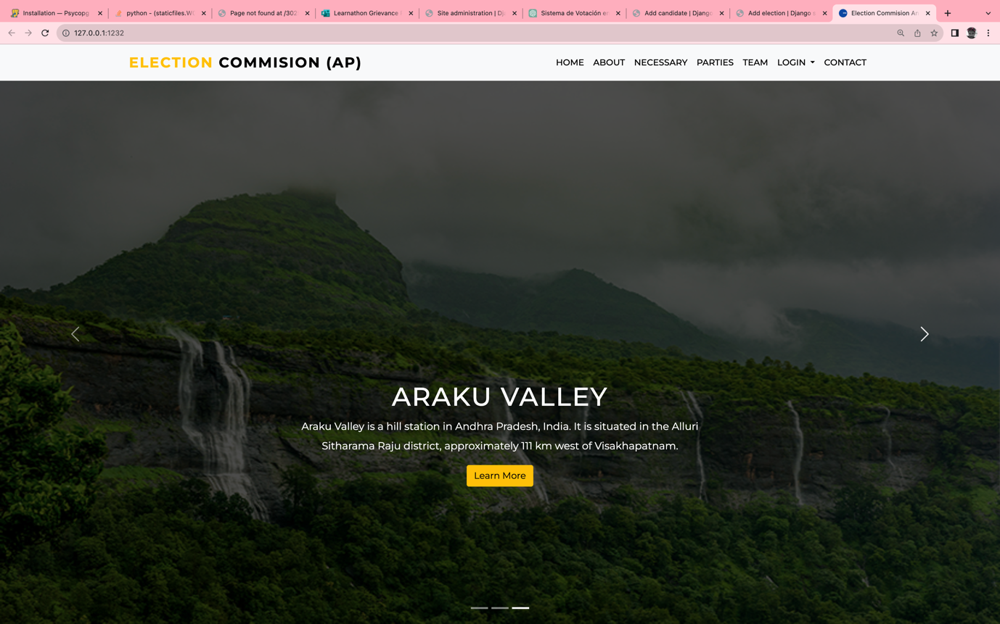 Installation — Psycopg
python - (staticfiles.W0
Page not found at /302
Learnathon Grievance
Site administration | Dj
Sistema de Votación en
Add candidate | Django
Add election | Django s
Election Commision An
127.0.0.1:1232
ELECTION COMMISION (AP)
HOME ABOUT NECESSARY PARTIES TEAM LOGIN CONTACT
ARAKU VALLEY
Araku Valley is a hill station in Andhra Pradesh, India. It is situated in the Alluri
Sitharama Raju district, approximately 111 km west of Visakhapatnam.
Learn More